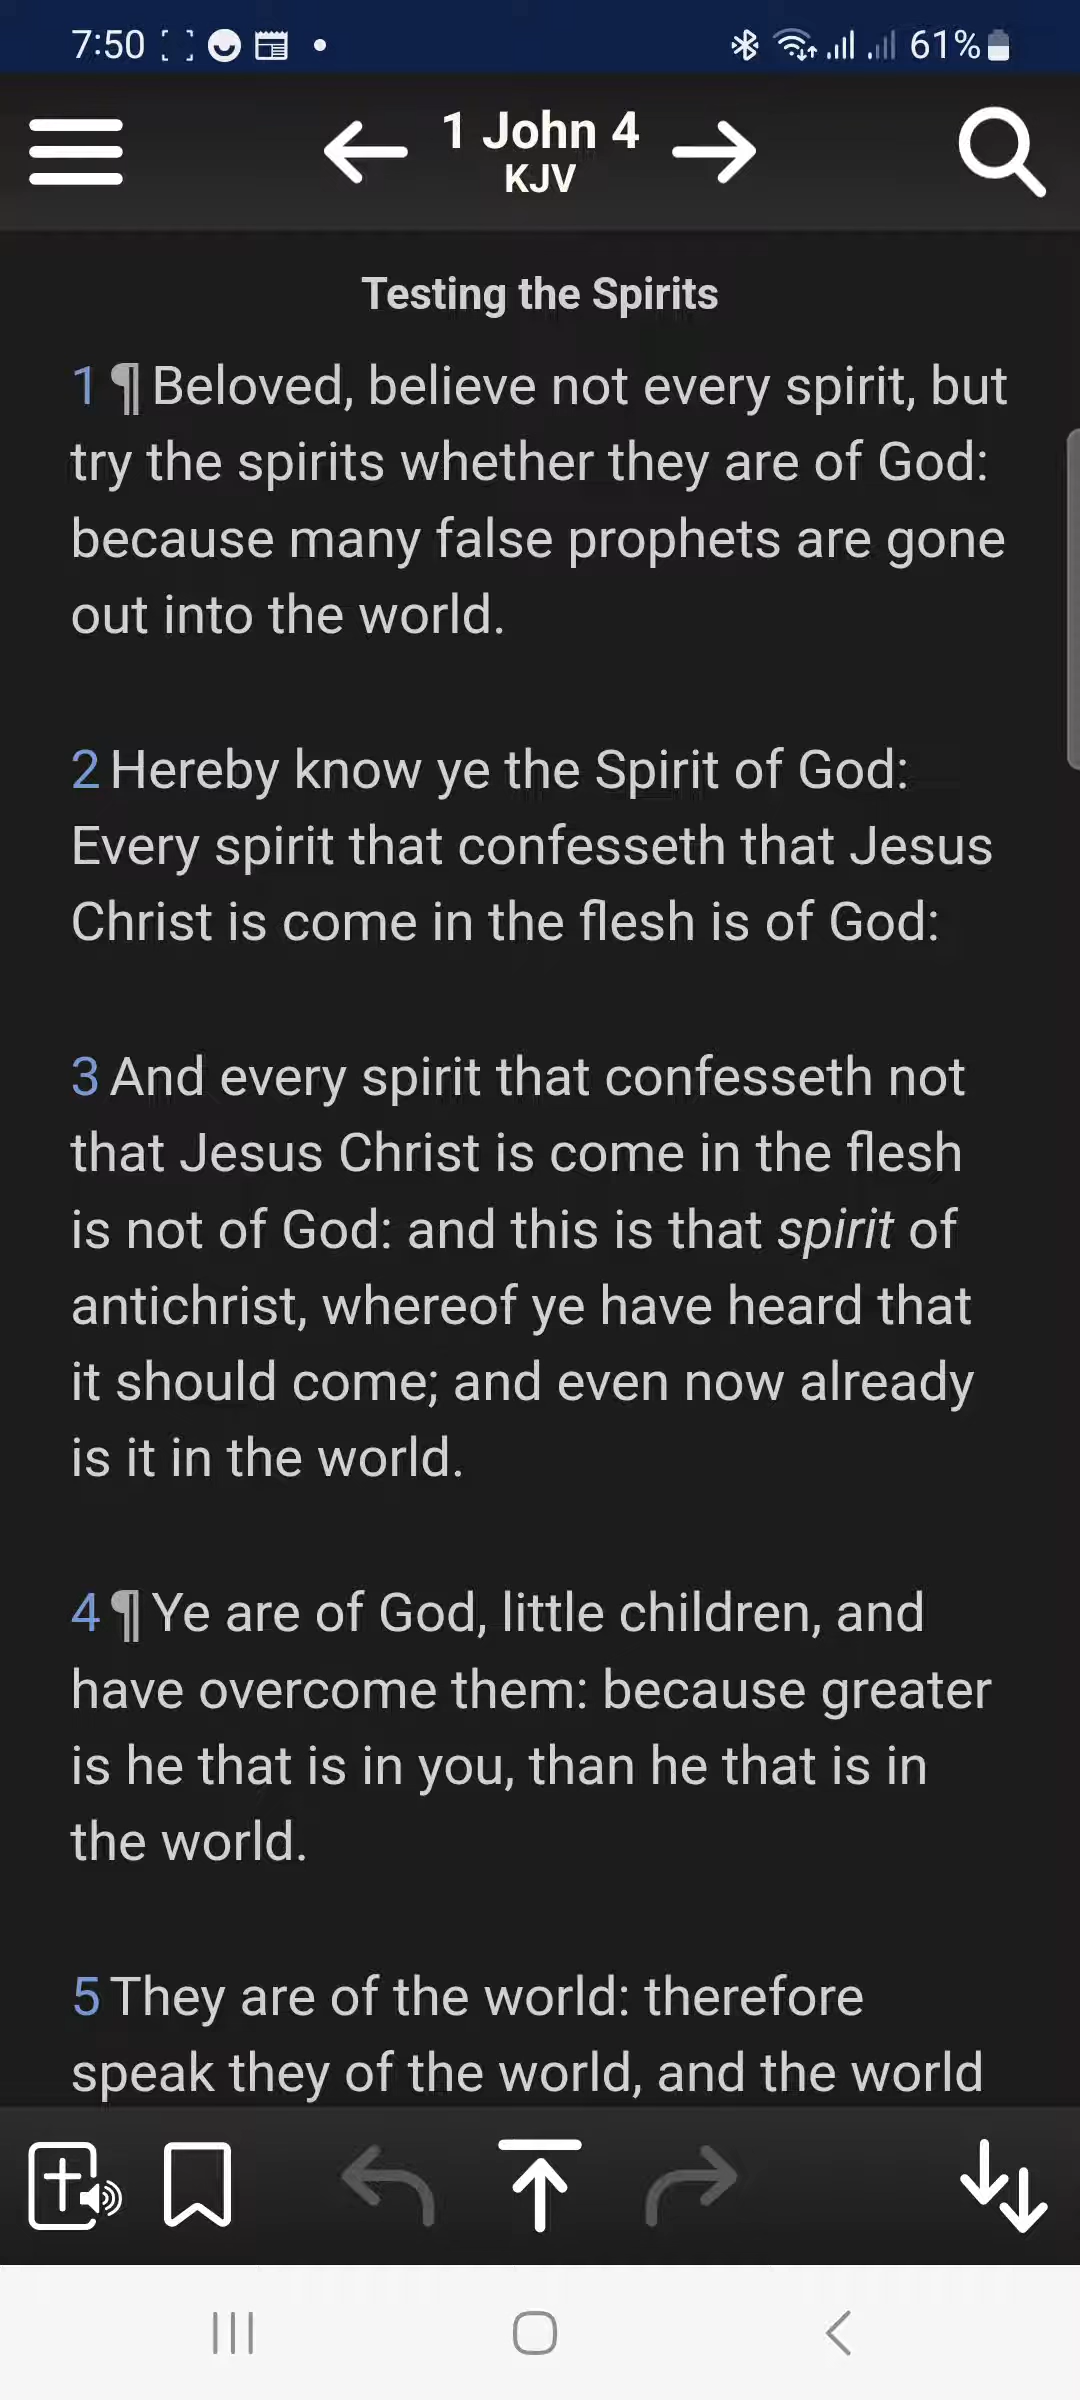 7:50
61%
1 John 4
KJV
Testing the Spirits
1 ¶ Beloved, believe not every spirit, but
try the spirits whether they are of God:
because many false prophets are gone
out into the world.
2 Hereby know ye the Spirit of God:
Every spirit that confesseth that Jesus
Christ is come in the flesh is of God:
3 And every spirit that confesseth not
that Jesus Christ is come in the flesh
is not of God: and this is that spirit of
antichrist, whereof ye have heard that
it should come; and even now already
is it in the world.
4 ¶ Ye are of God, little children, and
have overcome them: because greater
is he that is in you, than he that is in
the world.
5 They are of the world: therefore
speak they of the world, and the world